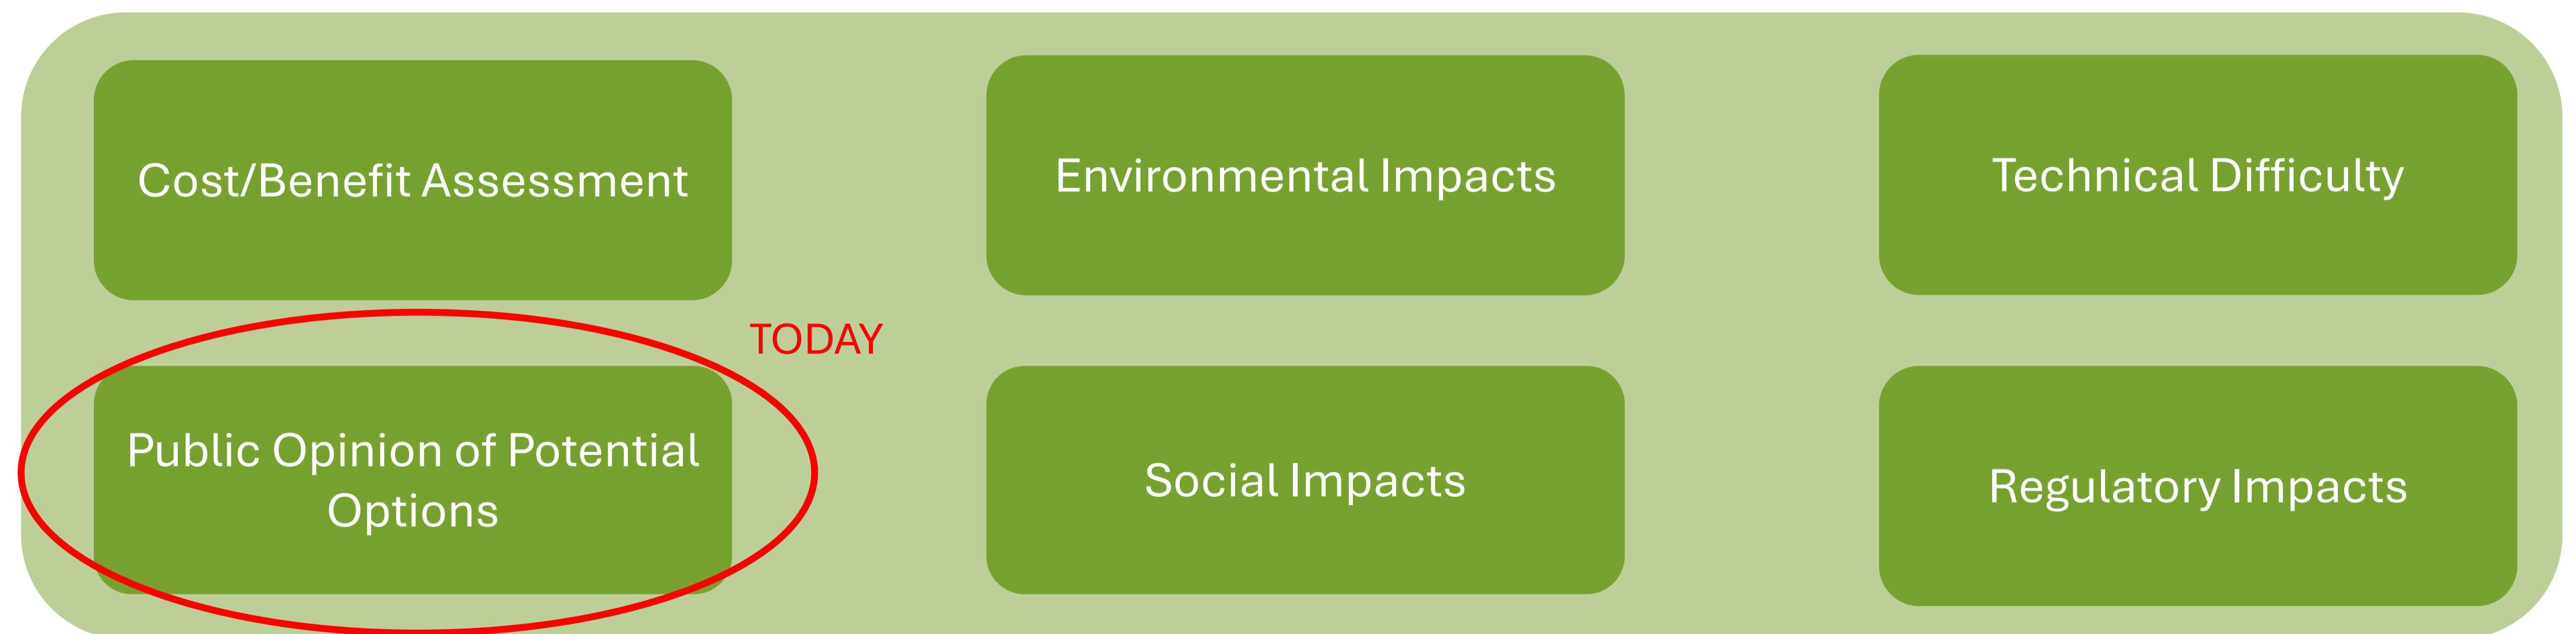 Cost/Benefit Assessment
Environmental Impacts
Technical Difficulty
TODAY
Public Opinion of Potential
Options
Social Impacts
Regulatory Impacts